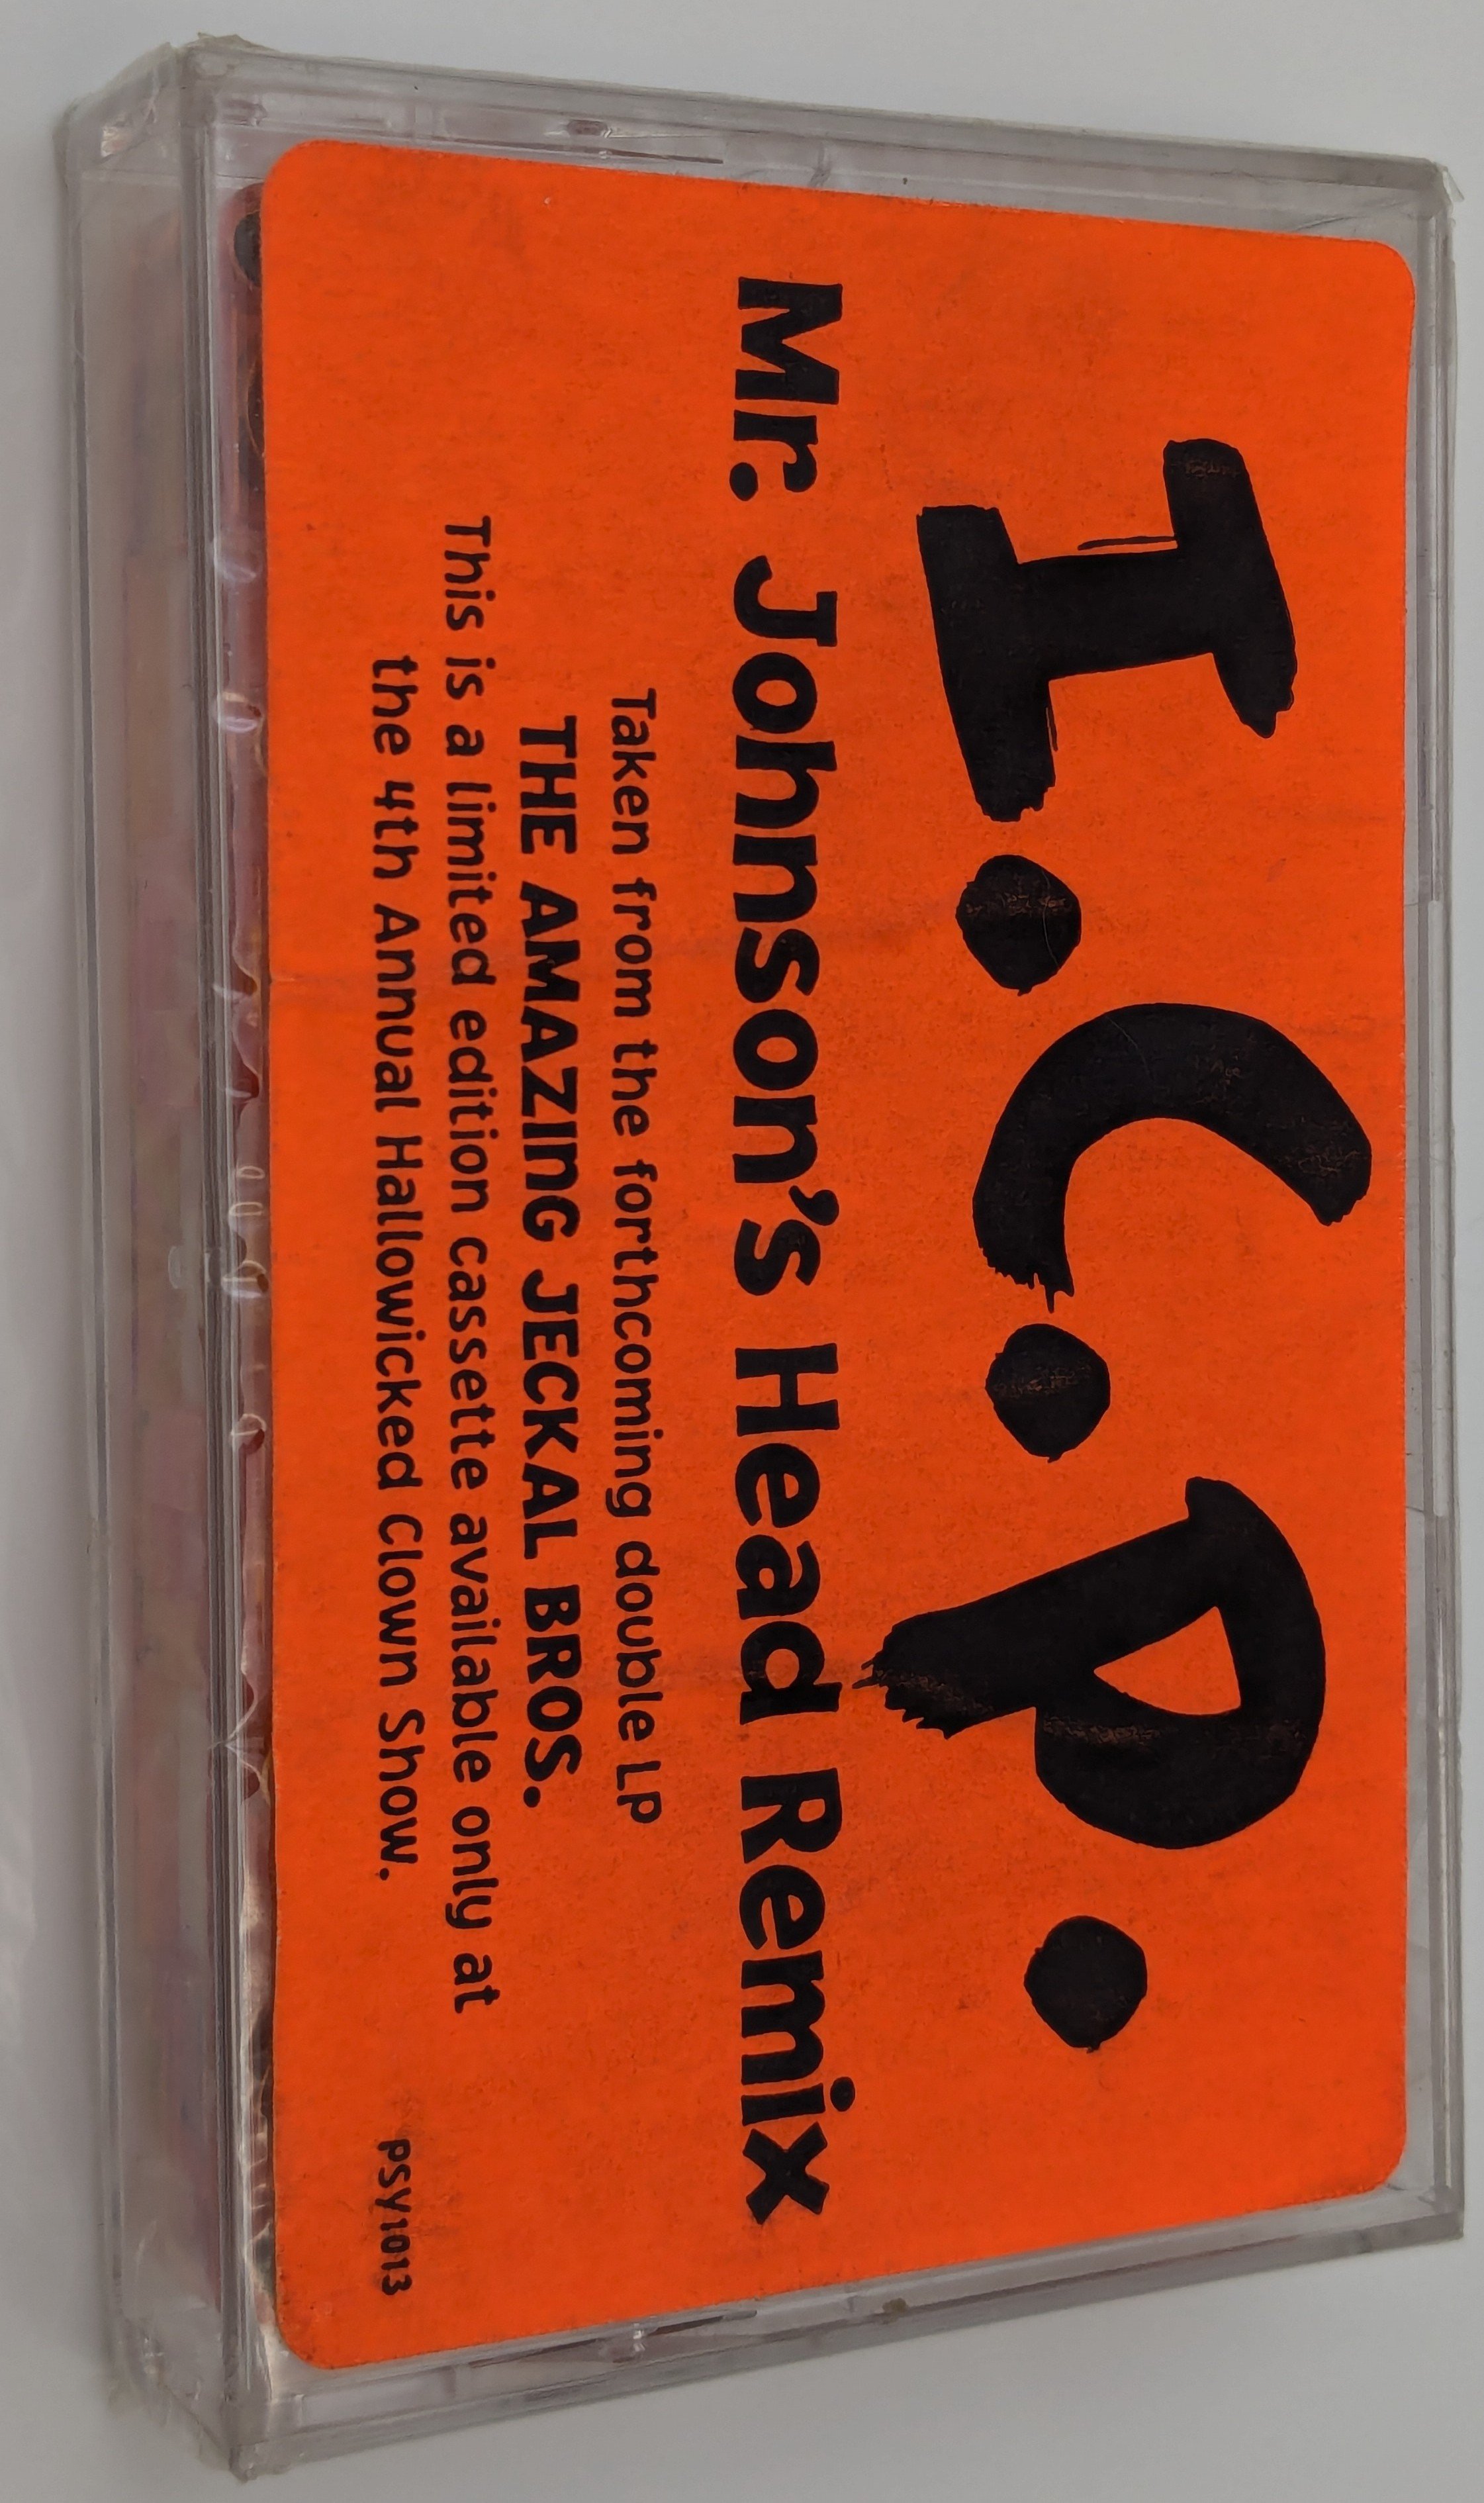 I.C.P.
Mr. Johnson's Head Remix
Taken from the forthcoming double LP
THE AMAZING JECKAL BROS.
This is a limited edition cassette available only at
the 4th Annual Hallowicked Clown Show.
PSY1013